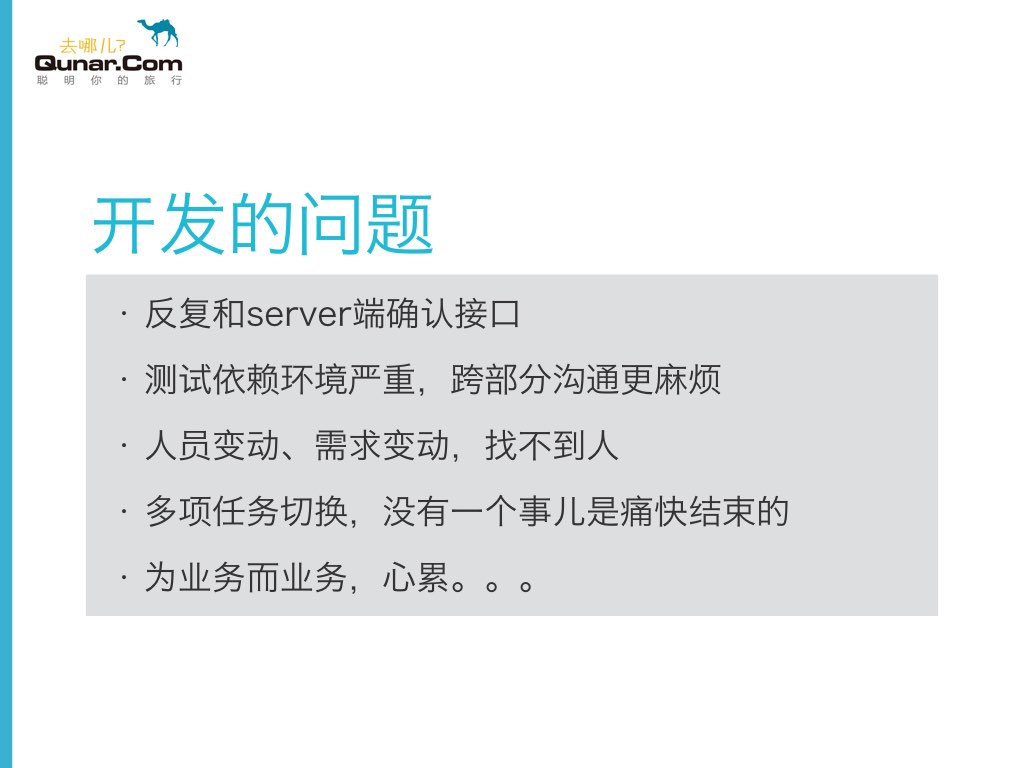 去哪儿?
Qunar.Com
聪明你的旅行
开发的问题
· 反复和server端确认接口
· 测试依赖环境严重，跨部分沟通更麻烦
· 人员变动、需求变动，找不到人
· 多项任务切换，没有一个事儿是痛快结束的
· 为业务而业务，心累。。。